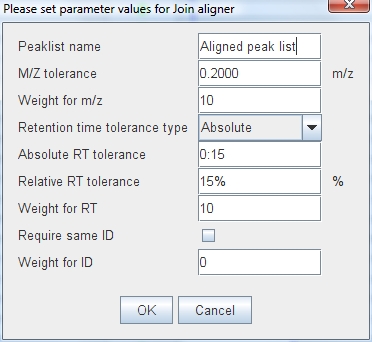 Please set parameter values for Join aligner
Peaklist name Aligned peak list
M/Z tolerance 0.2000 m/z
Weight for m/z 10
Retention time tolerance type Absolute
Absolute RT tolerance 0:15
Relative RT tolerance 15% %
Weight for RT 10
Require same ID
Weight for ID 0
OK Cancel